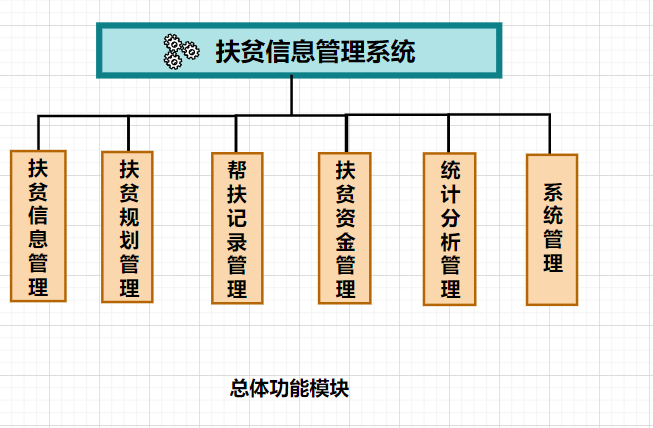 扶贫信息管理系统
扶贫信息管理
扶贫规划管理
帮扶记录管理
扶贫资金管理
统计分析管理
系统管理
总体功能模块